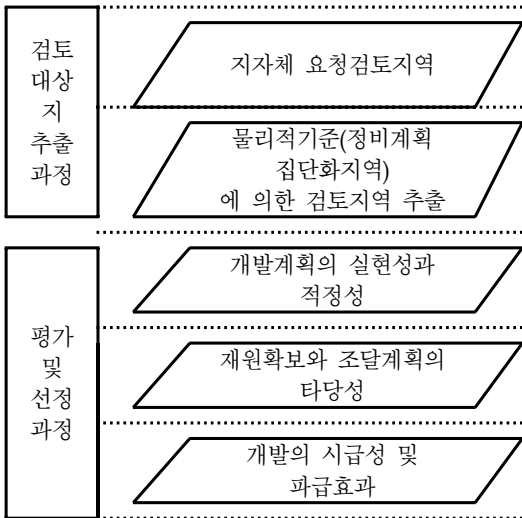 검토
대상
지
추출
과정
지자체 요청검토지역
물리적기준(정비계획
집단화지역)
에 의한 검토지역 추출
평가
및
선정
과정
개발계획의 실현성과
적정성
재원확보와 조달계획의
타당성
개발의 시급성 및
파급효과